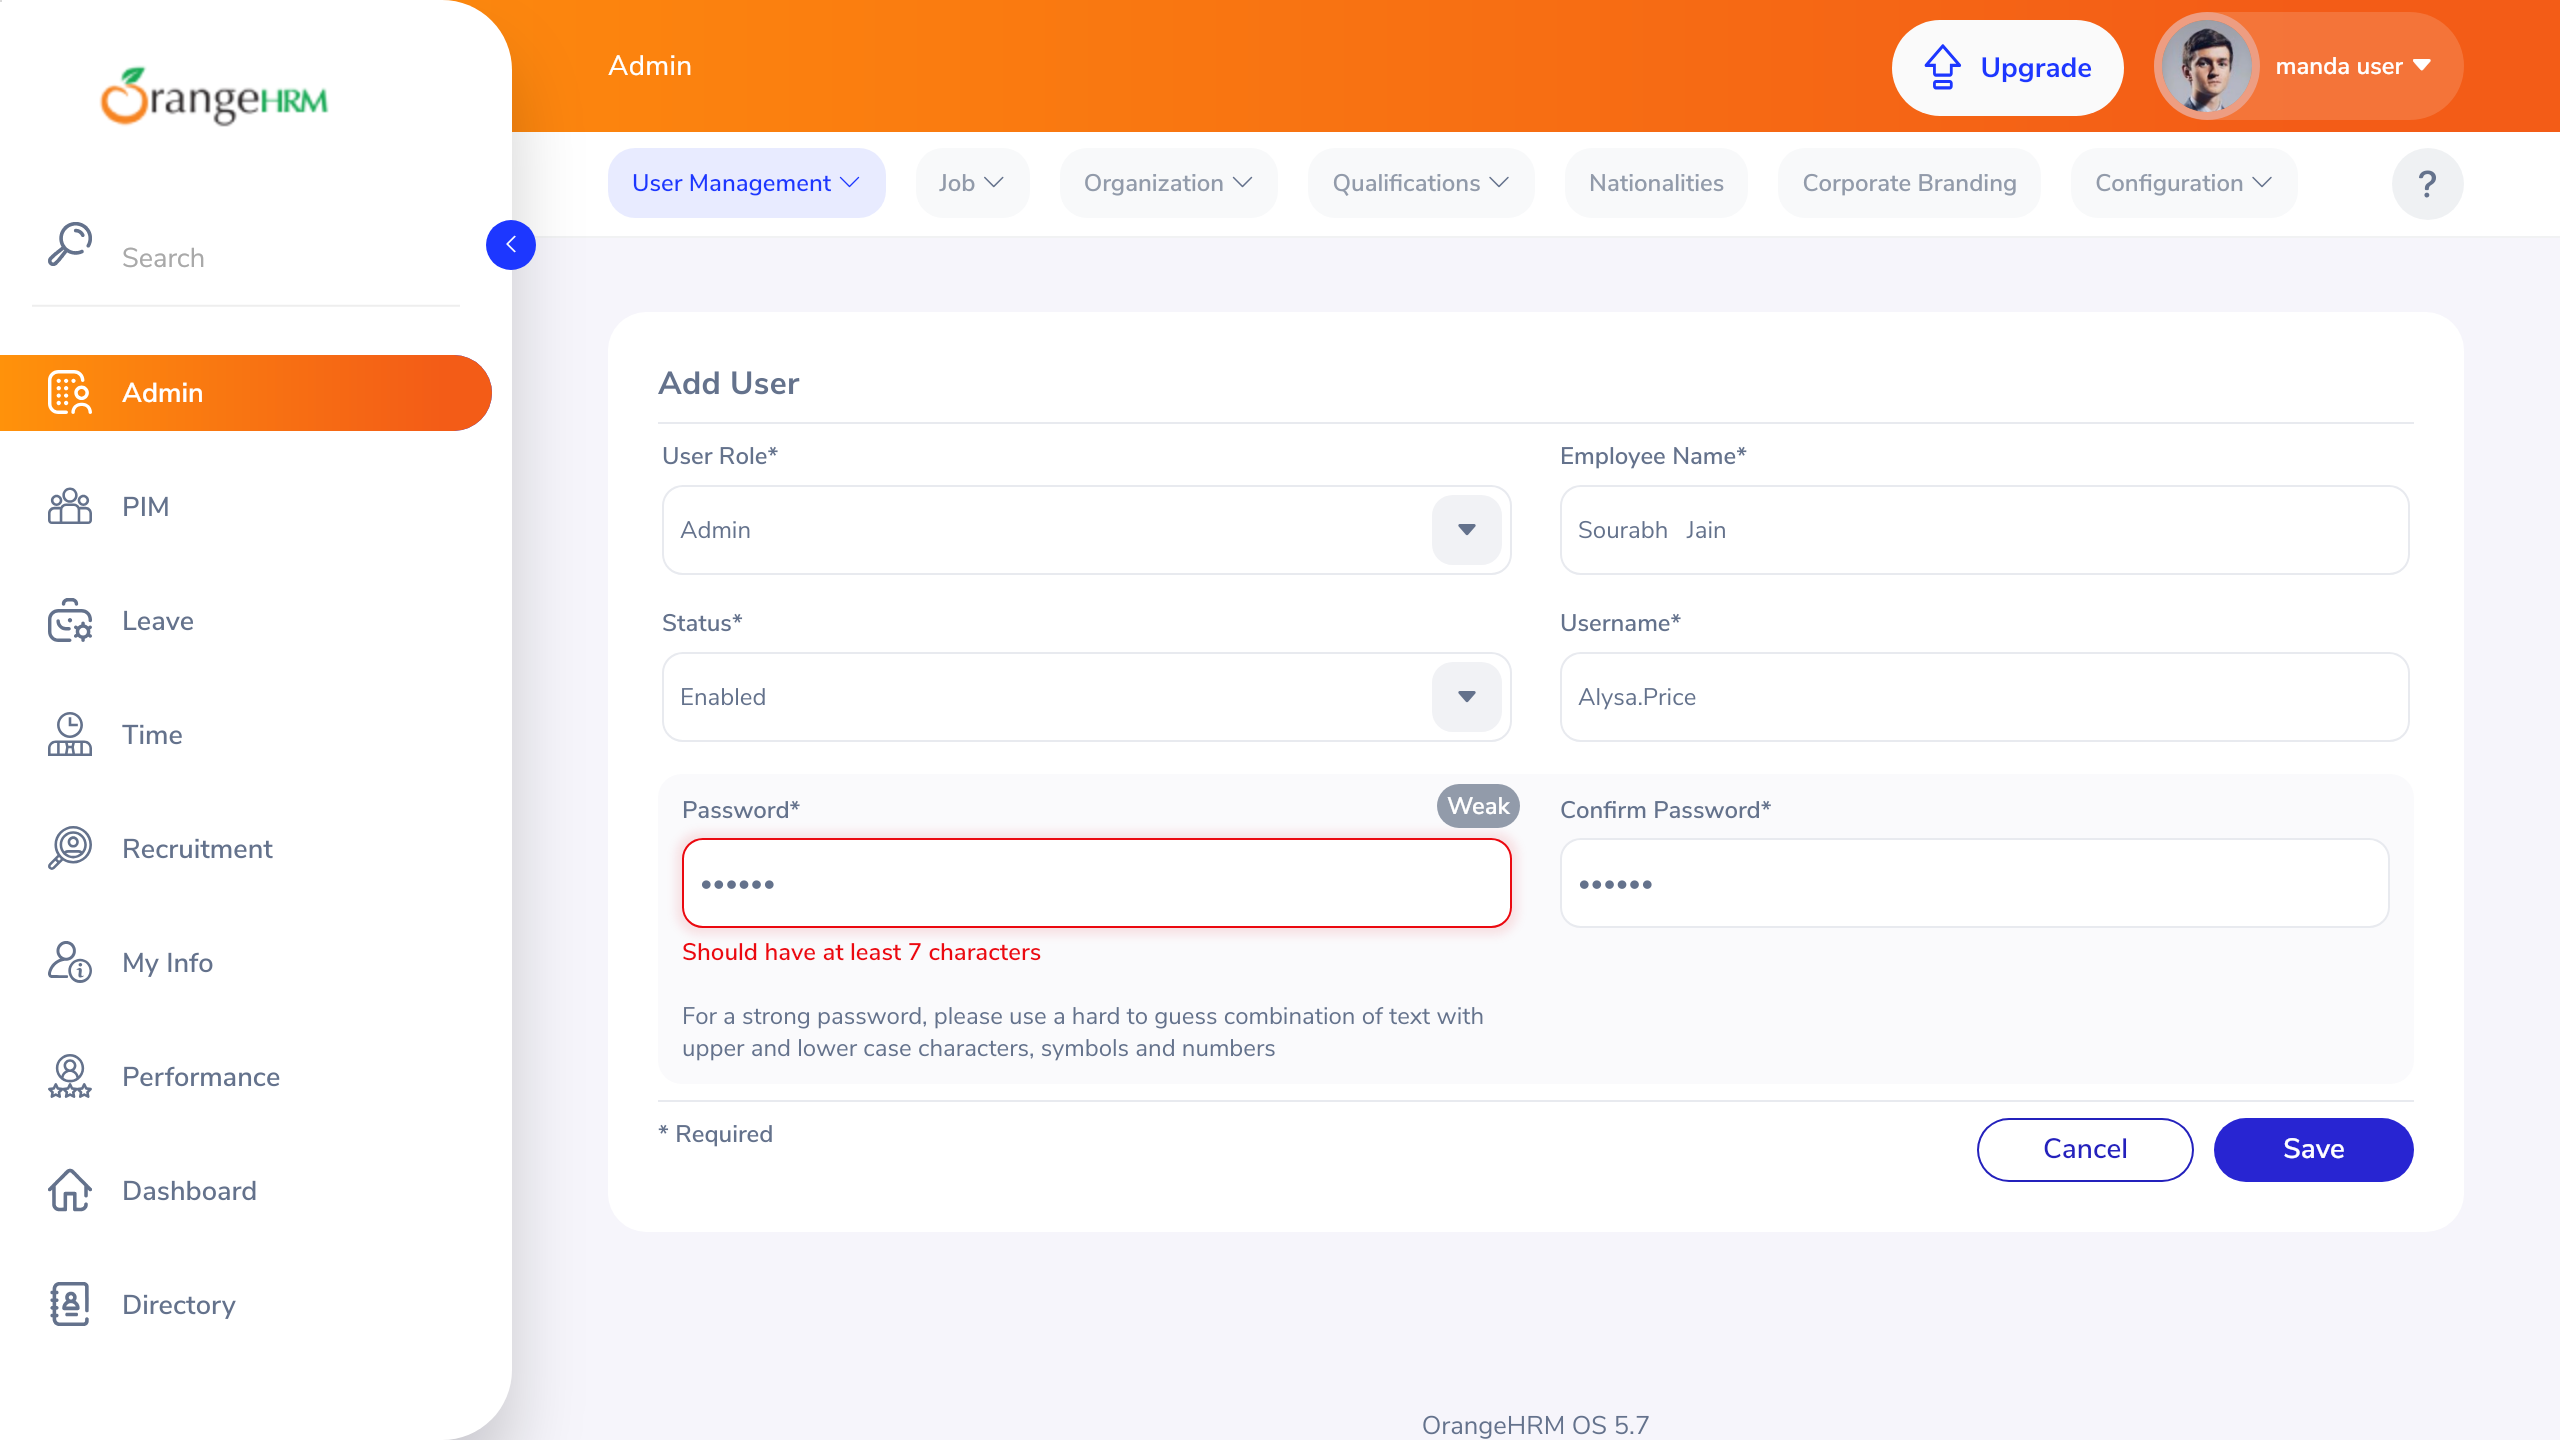 OrangeHRM
Search
Admin
PIM
Leave
Time
Recruitment
My Info
Performance
Dashboard
Directory
Admin
Upgrade
manda user
User Management
Job
Organization
Qualifications
Nationalities
Corporate Branding
Configuration
?
Add User
User Role*
Admin
Employee Name*
Sourabh  Jain
Status*
Enabled
Username*
Alysa.Price
Password*
Weak
••••••
Should have at least 7 characters
For a strong password, please use a hard to guess combination of text with
upper and lower case characters, symbols and numbers
Confirm Password*
••••••
* Required
Cancel
Save
OrangeHRM OS 5.7